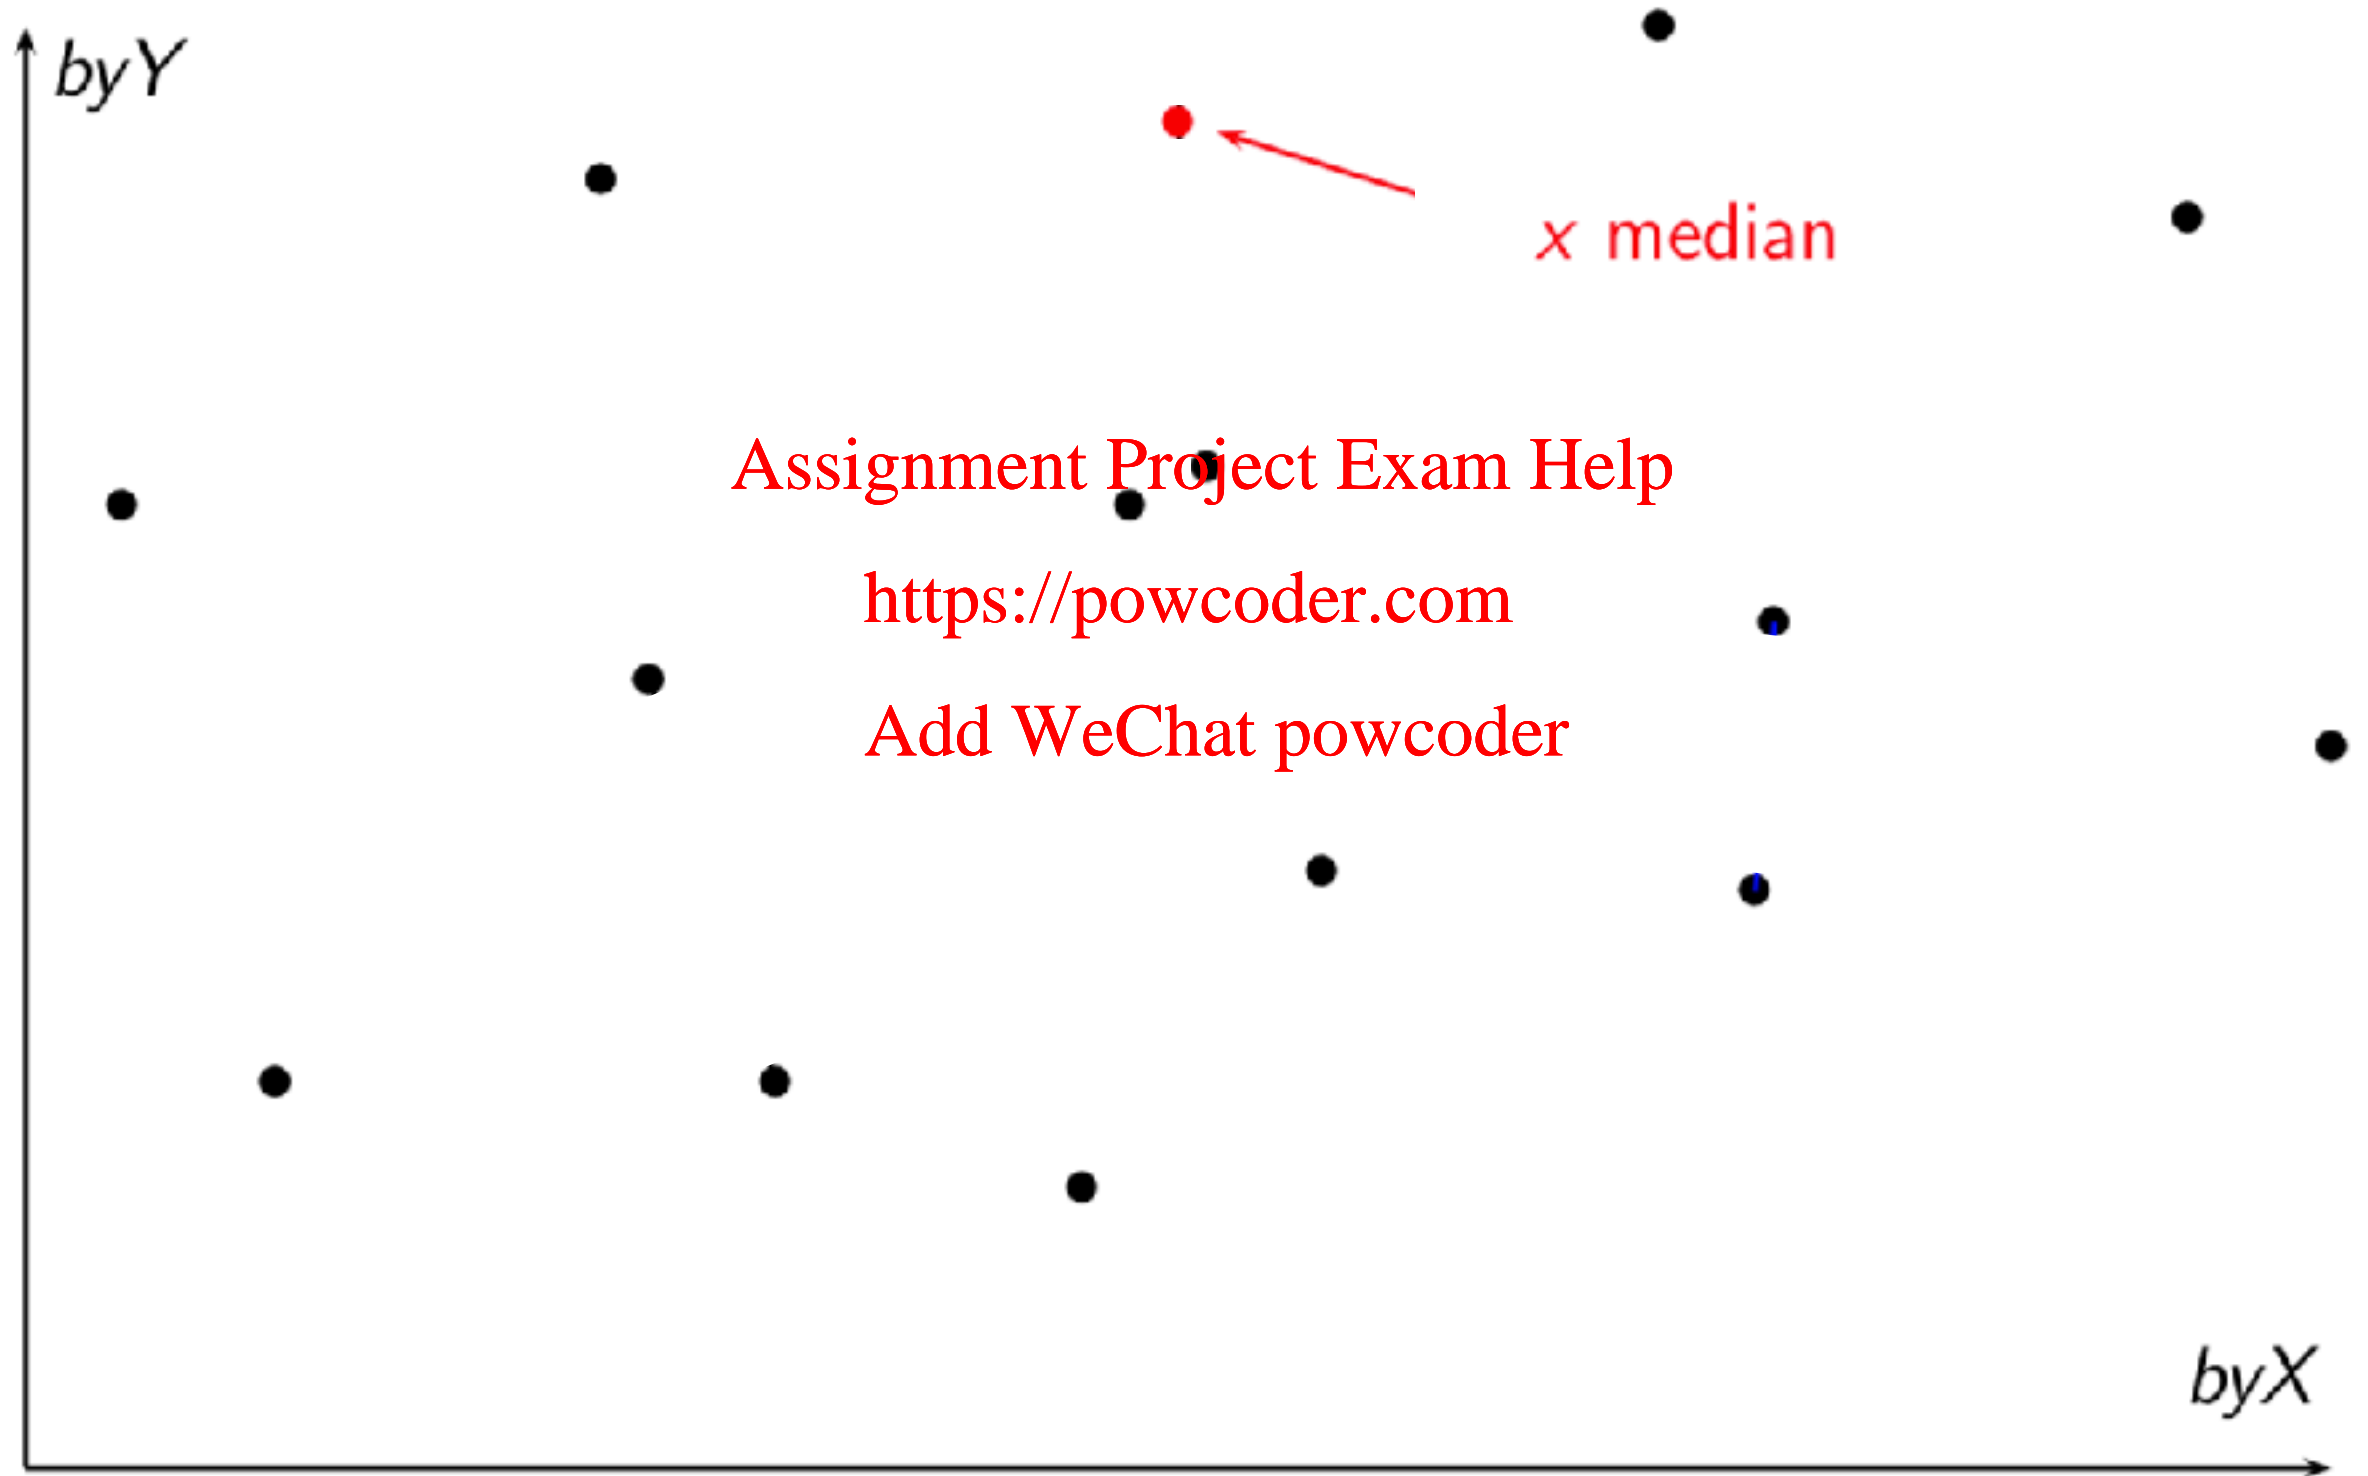 byY
x median
Assignment Project Exam Help
https://powcoder.com
Add WeChat powcoder
byX